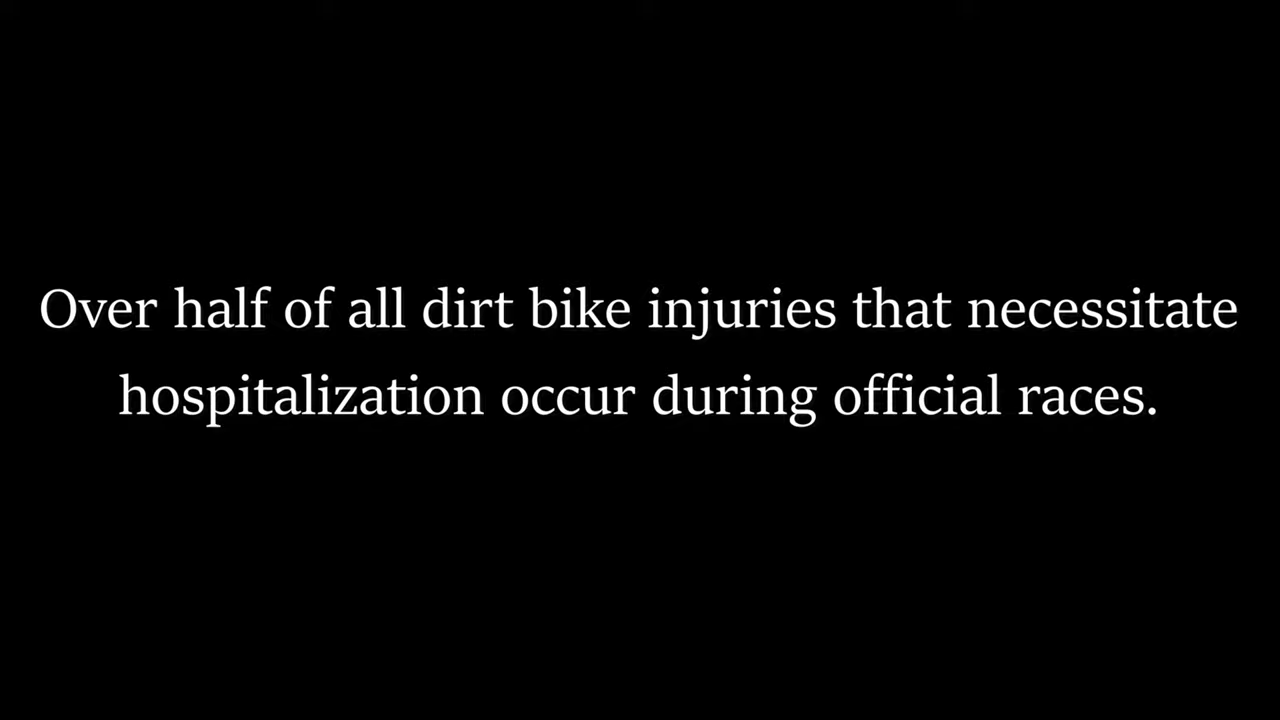 Over half of all dirt bike injuries that necessitate
hospitalization occur during official races.